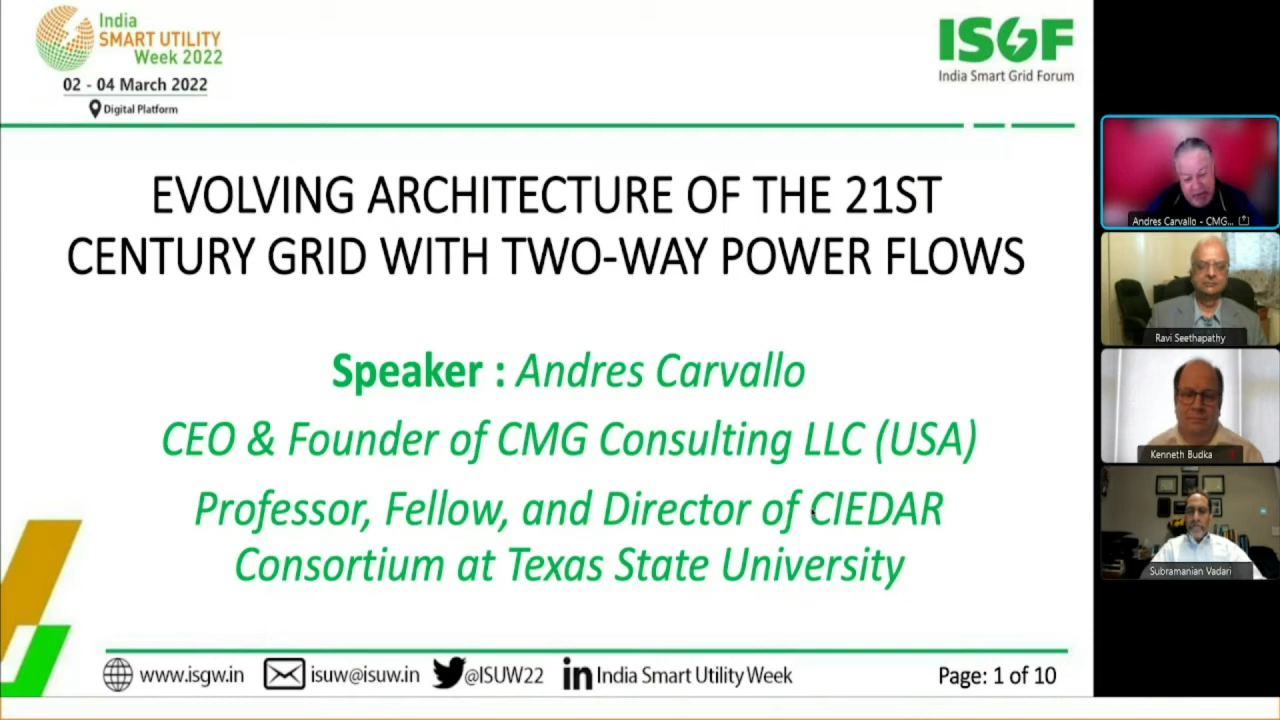 India
SMART UTILITY
Week 2022
02 - 04 March 2022
Digital Platform
ISGF
India Smart Grid Forum
EVOLVING ARCHITECTURE OF THE 21ST
CENTURY GRID WITH TWO-WAY POWER FLOWS
Speaker : Andres Carvallo
CEO & Founder of CMG Consulting LLC (USA)
Professor, Fellow, and Director of CIEDAR
Consortium at Texas State University
www.isgw.in
isuw@isuw.in
@ISUW22
in India Smart Utility Week
Page: 1 of 10
Andres Carvallo - CMG...
Ravi Seethapathy
Kenneth Budka
Subramanian Vadari